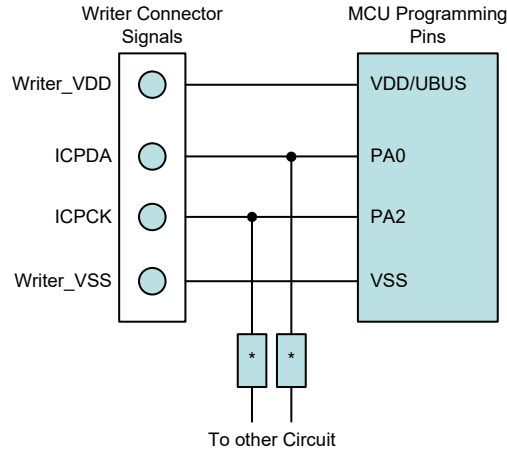 Writer Connector
Signals
MCU Programming
Pins
Writer_VDD
VDD/UBUS
ICPDA
PA0
ICPCK
PA2
Writer_VSS
VSS
*
*
To other Circuit